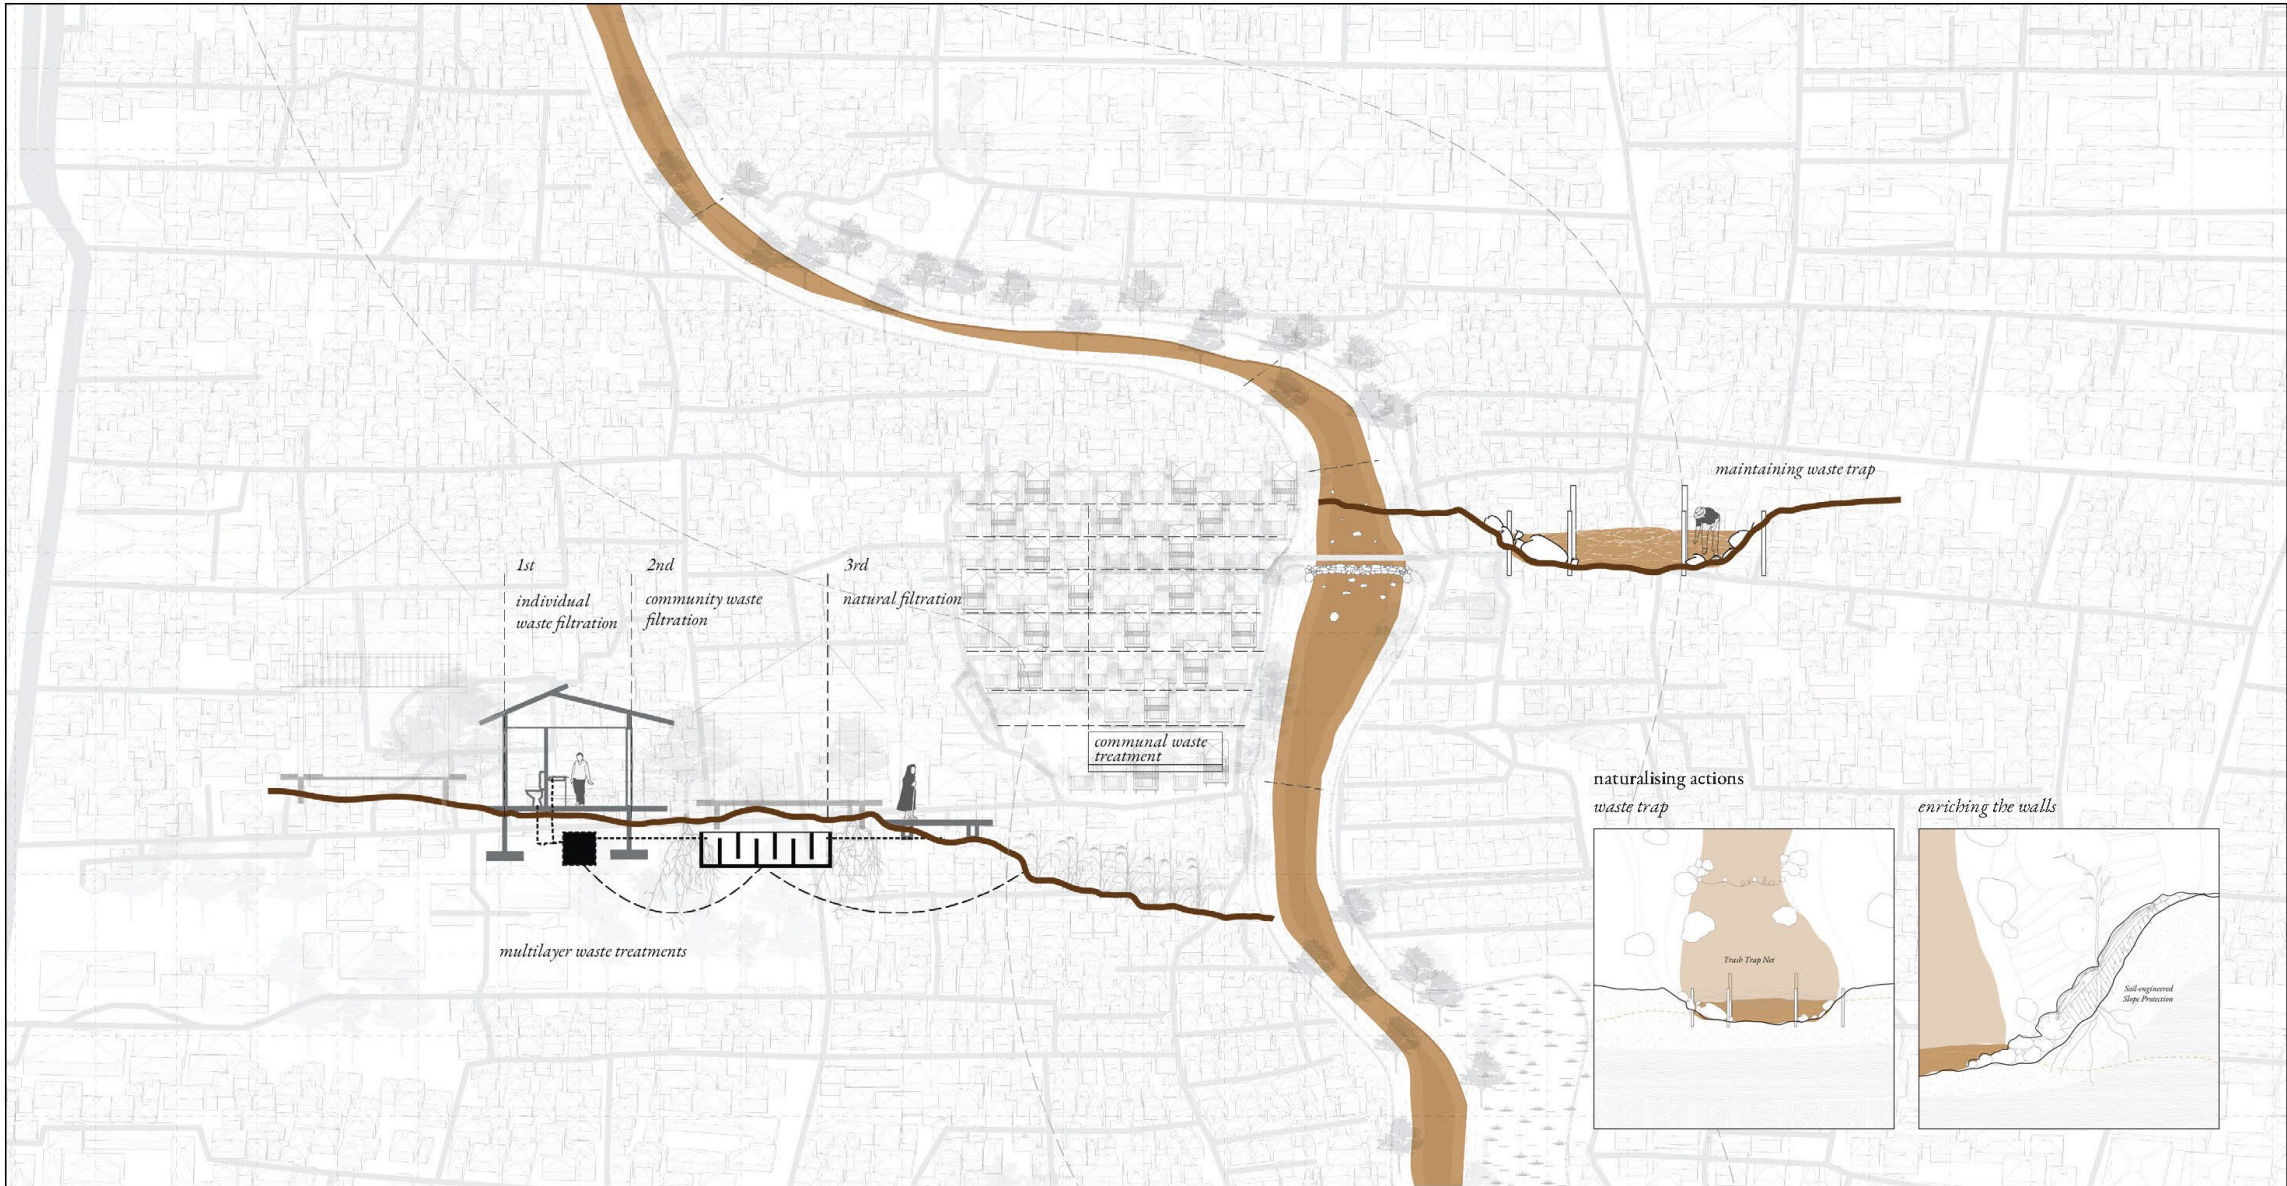 maintaining waste trap
1st
individual
waste filtration
2nd
community waste
filtration
3rd
natural filtration
communal waste
treatment
multilayer waste treatments
naturalising actions
waste trap
Trash Trap Net
enriching the walls
Soil-engineered
Slope Protection